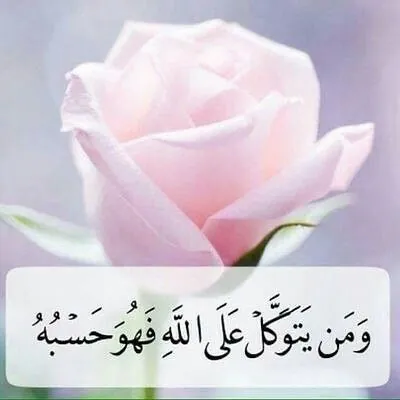 وَمَن يَتَوَكَّلْ عَلَى اللَّهِ فَهُوَ حَسْبُهُ